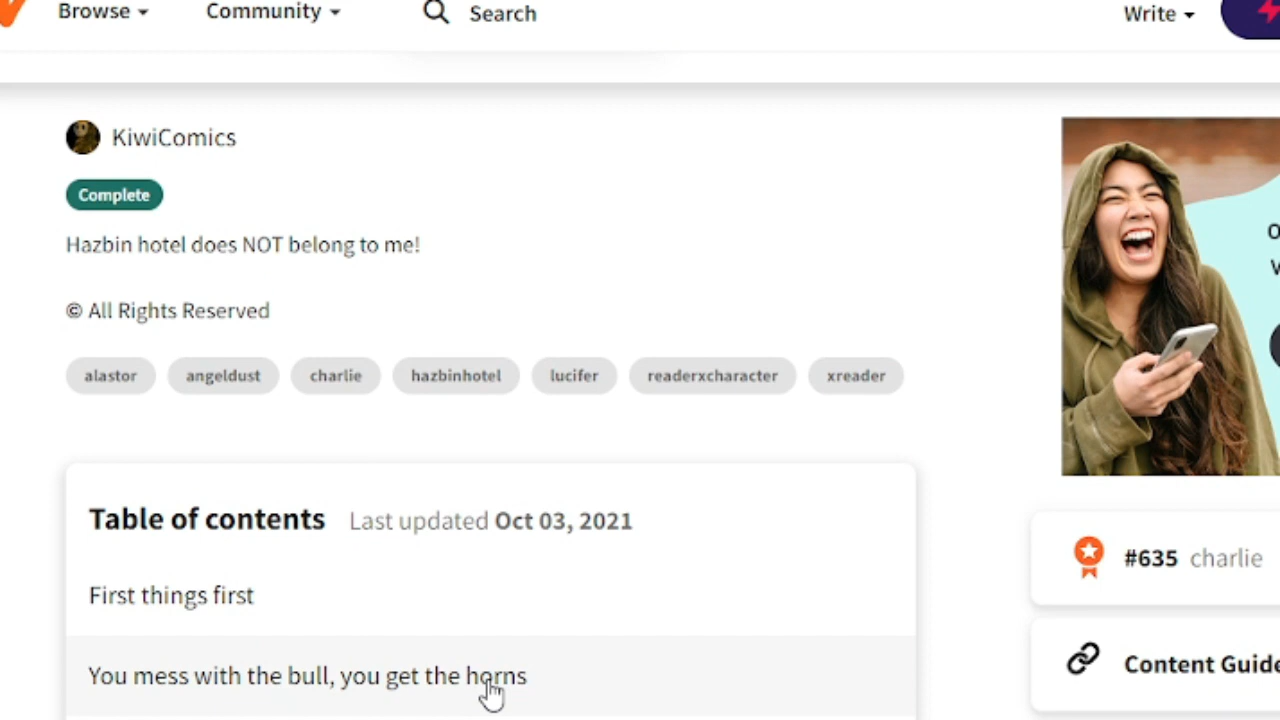 Browse Community Search Write
KiwiComics
Complete
Hazbin hotel does NOT belong to me!
© All Rights Reserved
alastor angeldust charlie hazbinhotel lucifer readerxcharacter xreader
Table of contents Last updated Oct 03, 2021
First things first
You mess with the bull, you get the horns
#635 charlie
Content Guide